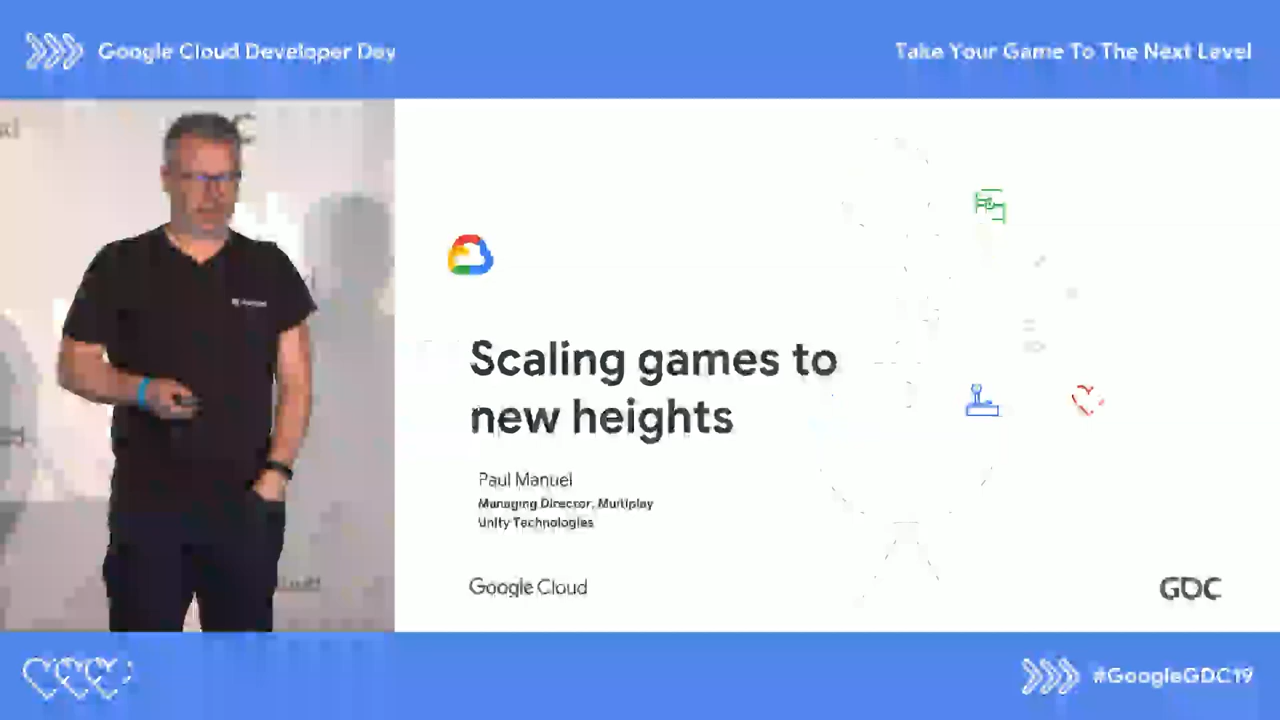 Google Cloud Developer Day
Take Your Game To The Next Level
Scaling games to
new heights
Paul Manuel
Managing Director, Multiplay
Unity Technologies
Google Cloud
GDC
#GoogleGDC19